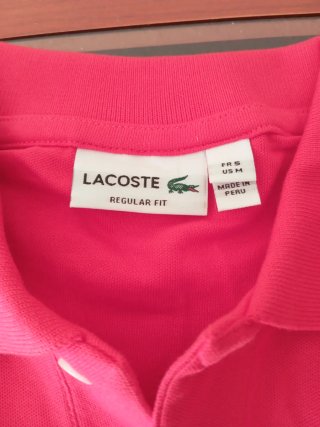 LACOSTE
REGULAR FIT
FR 5
US M
MADE IN
PERU